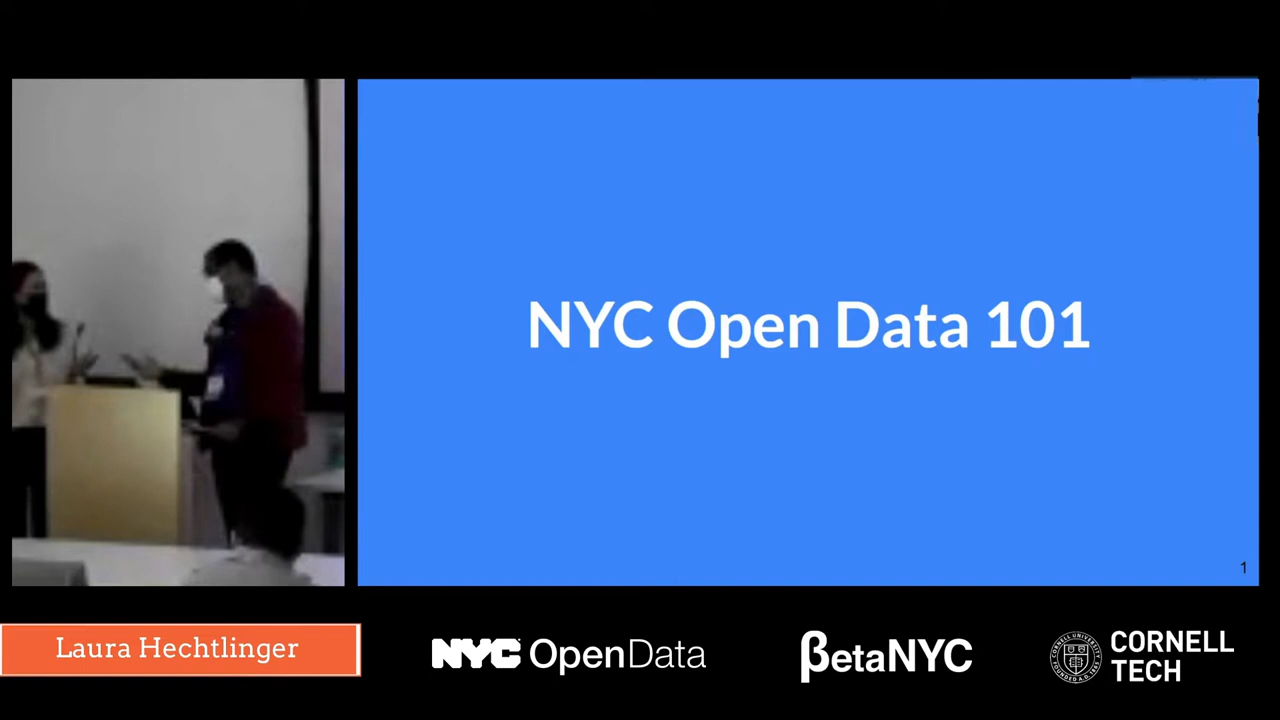 NYC Open Data 101
1
Laura Hechtlinger
NYC OpenData
βetaNYC
CORNELL
TECH